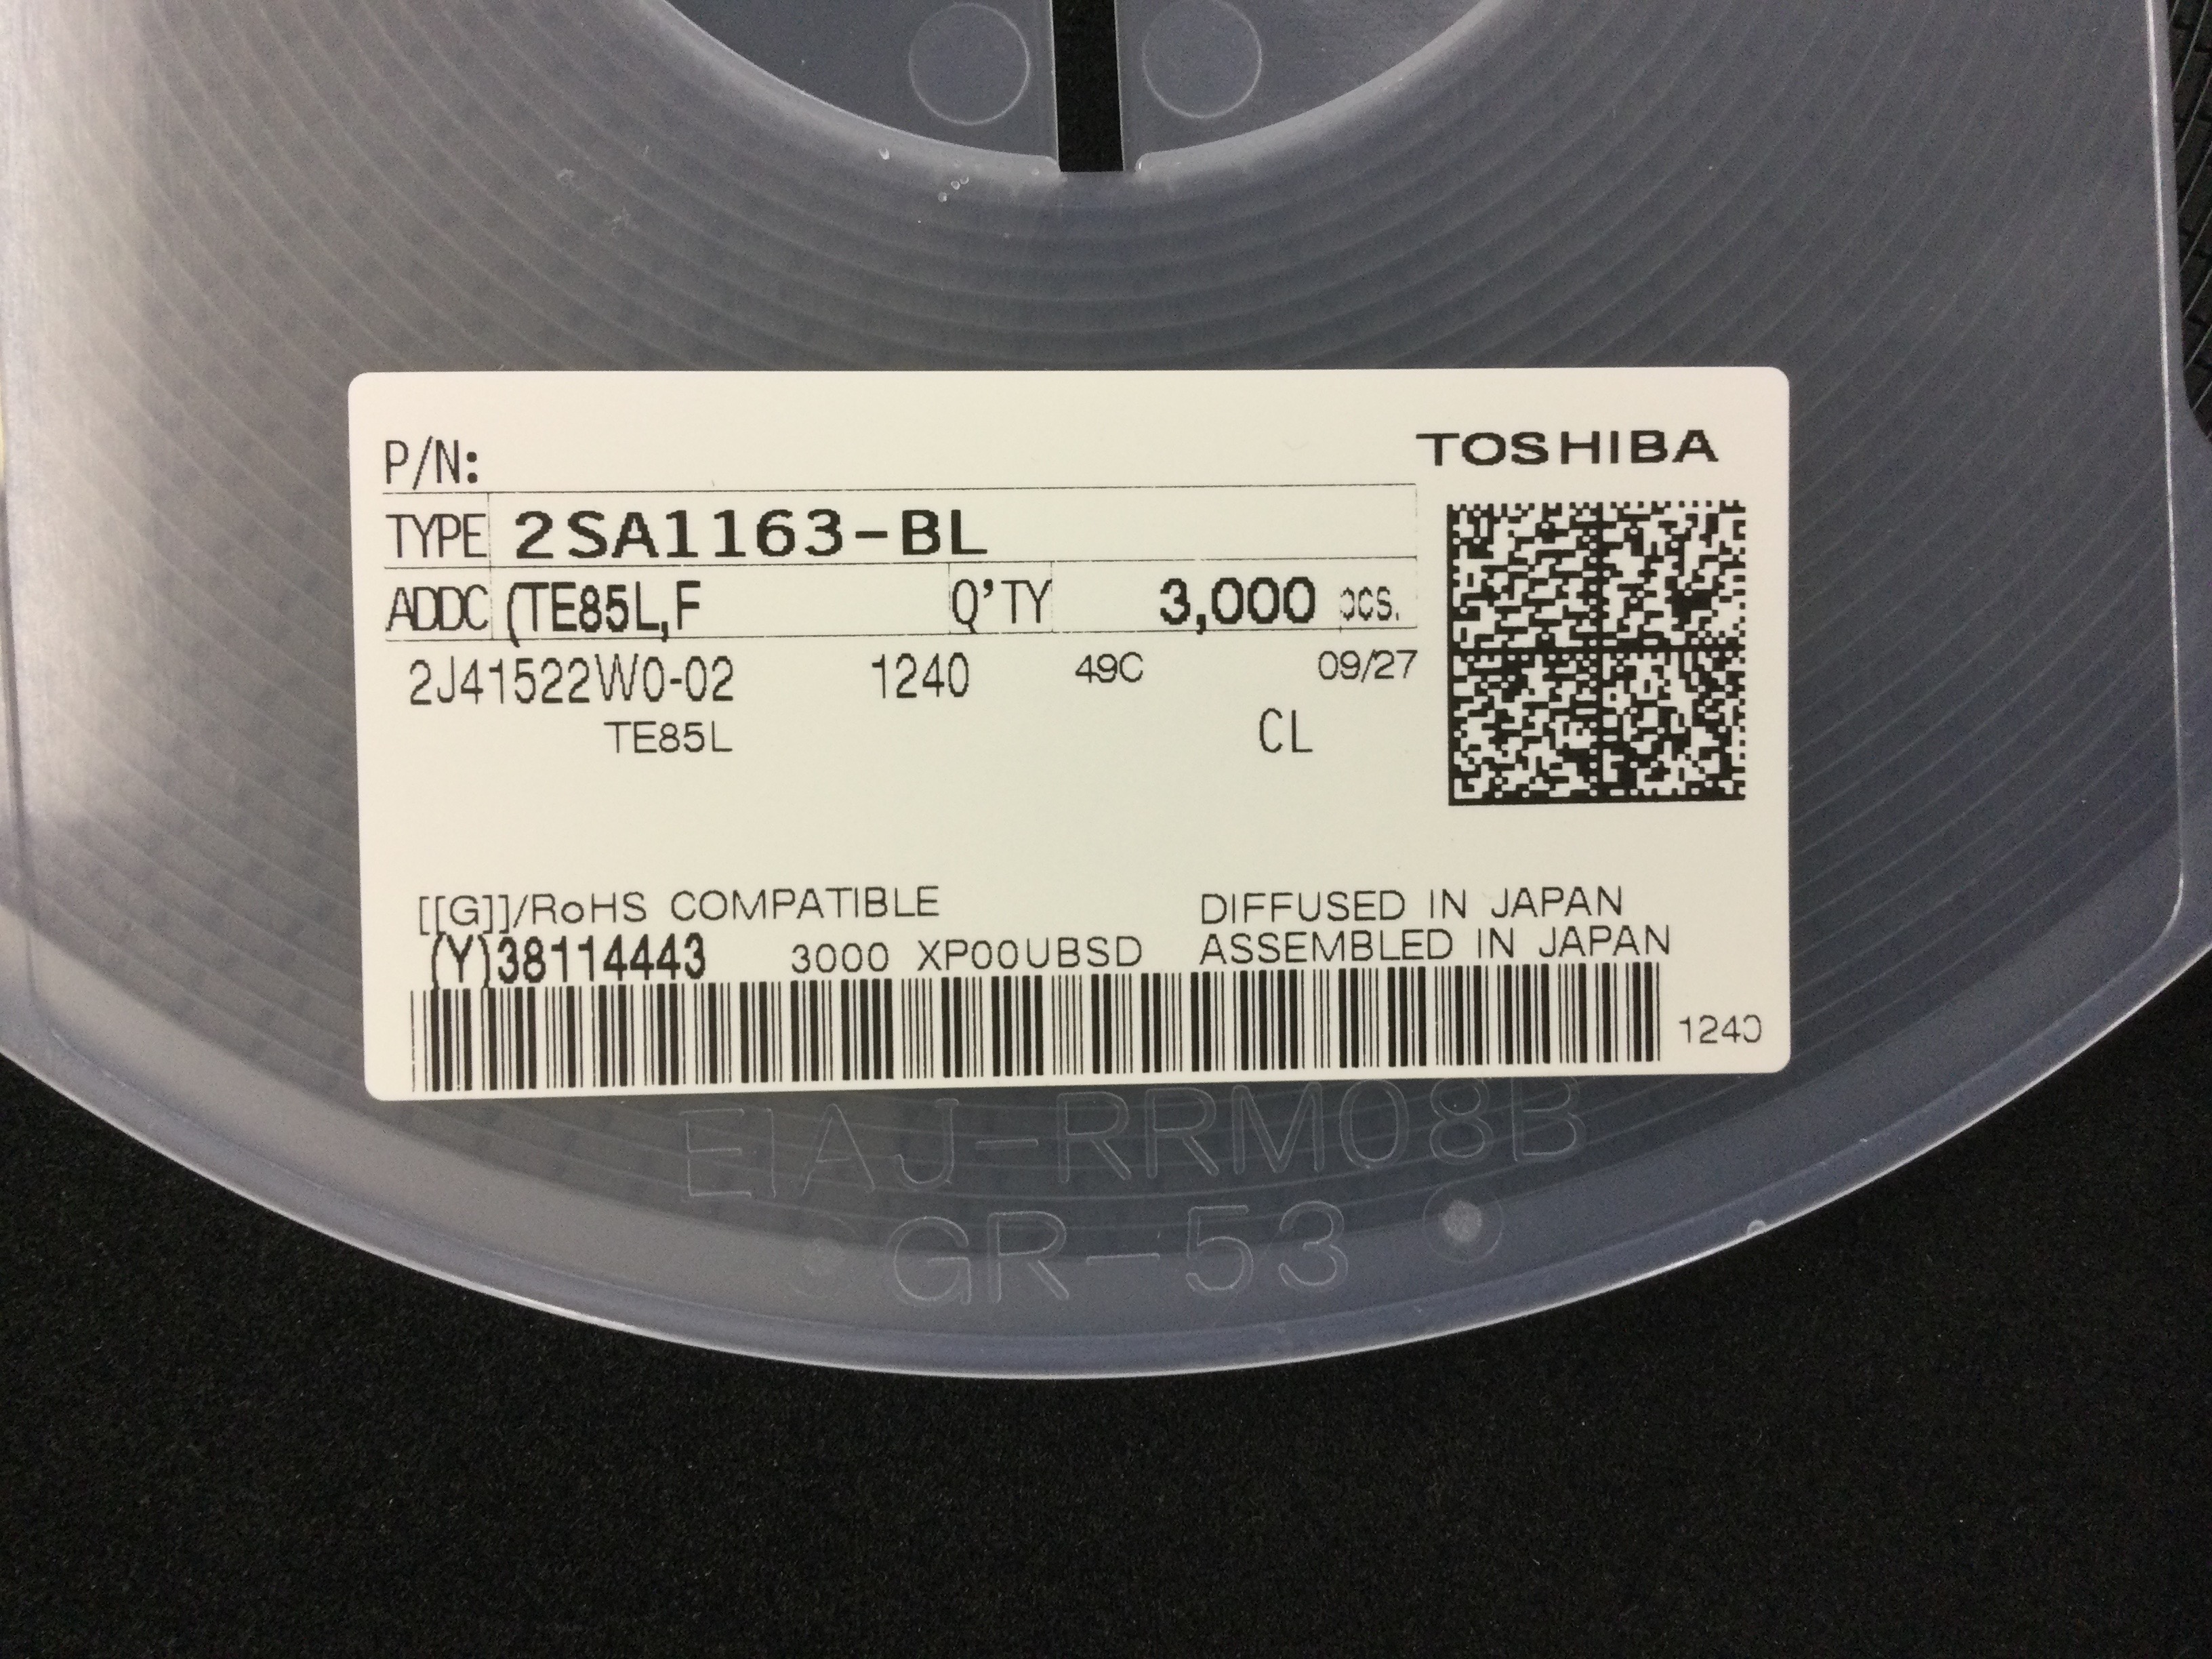 P/N:
TOSHIBA
TYPE 2SA1163-BL
ADDC (TE85L,F Q'TY 3,000 pcs.
2J41522W0-02 1240 49C 09/27
TE85L CL
[[G]]/RoHS COMPATIBLE DIFFUSED IN JAPAN
(Y)38114443 3000 XP00UBSD ASSEMBLED IN JAPAN
1240
EIAJ-RRM08B
GR-53